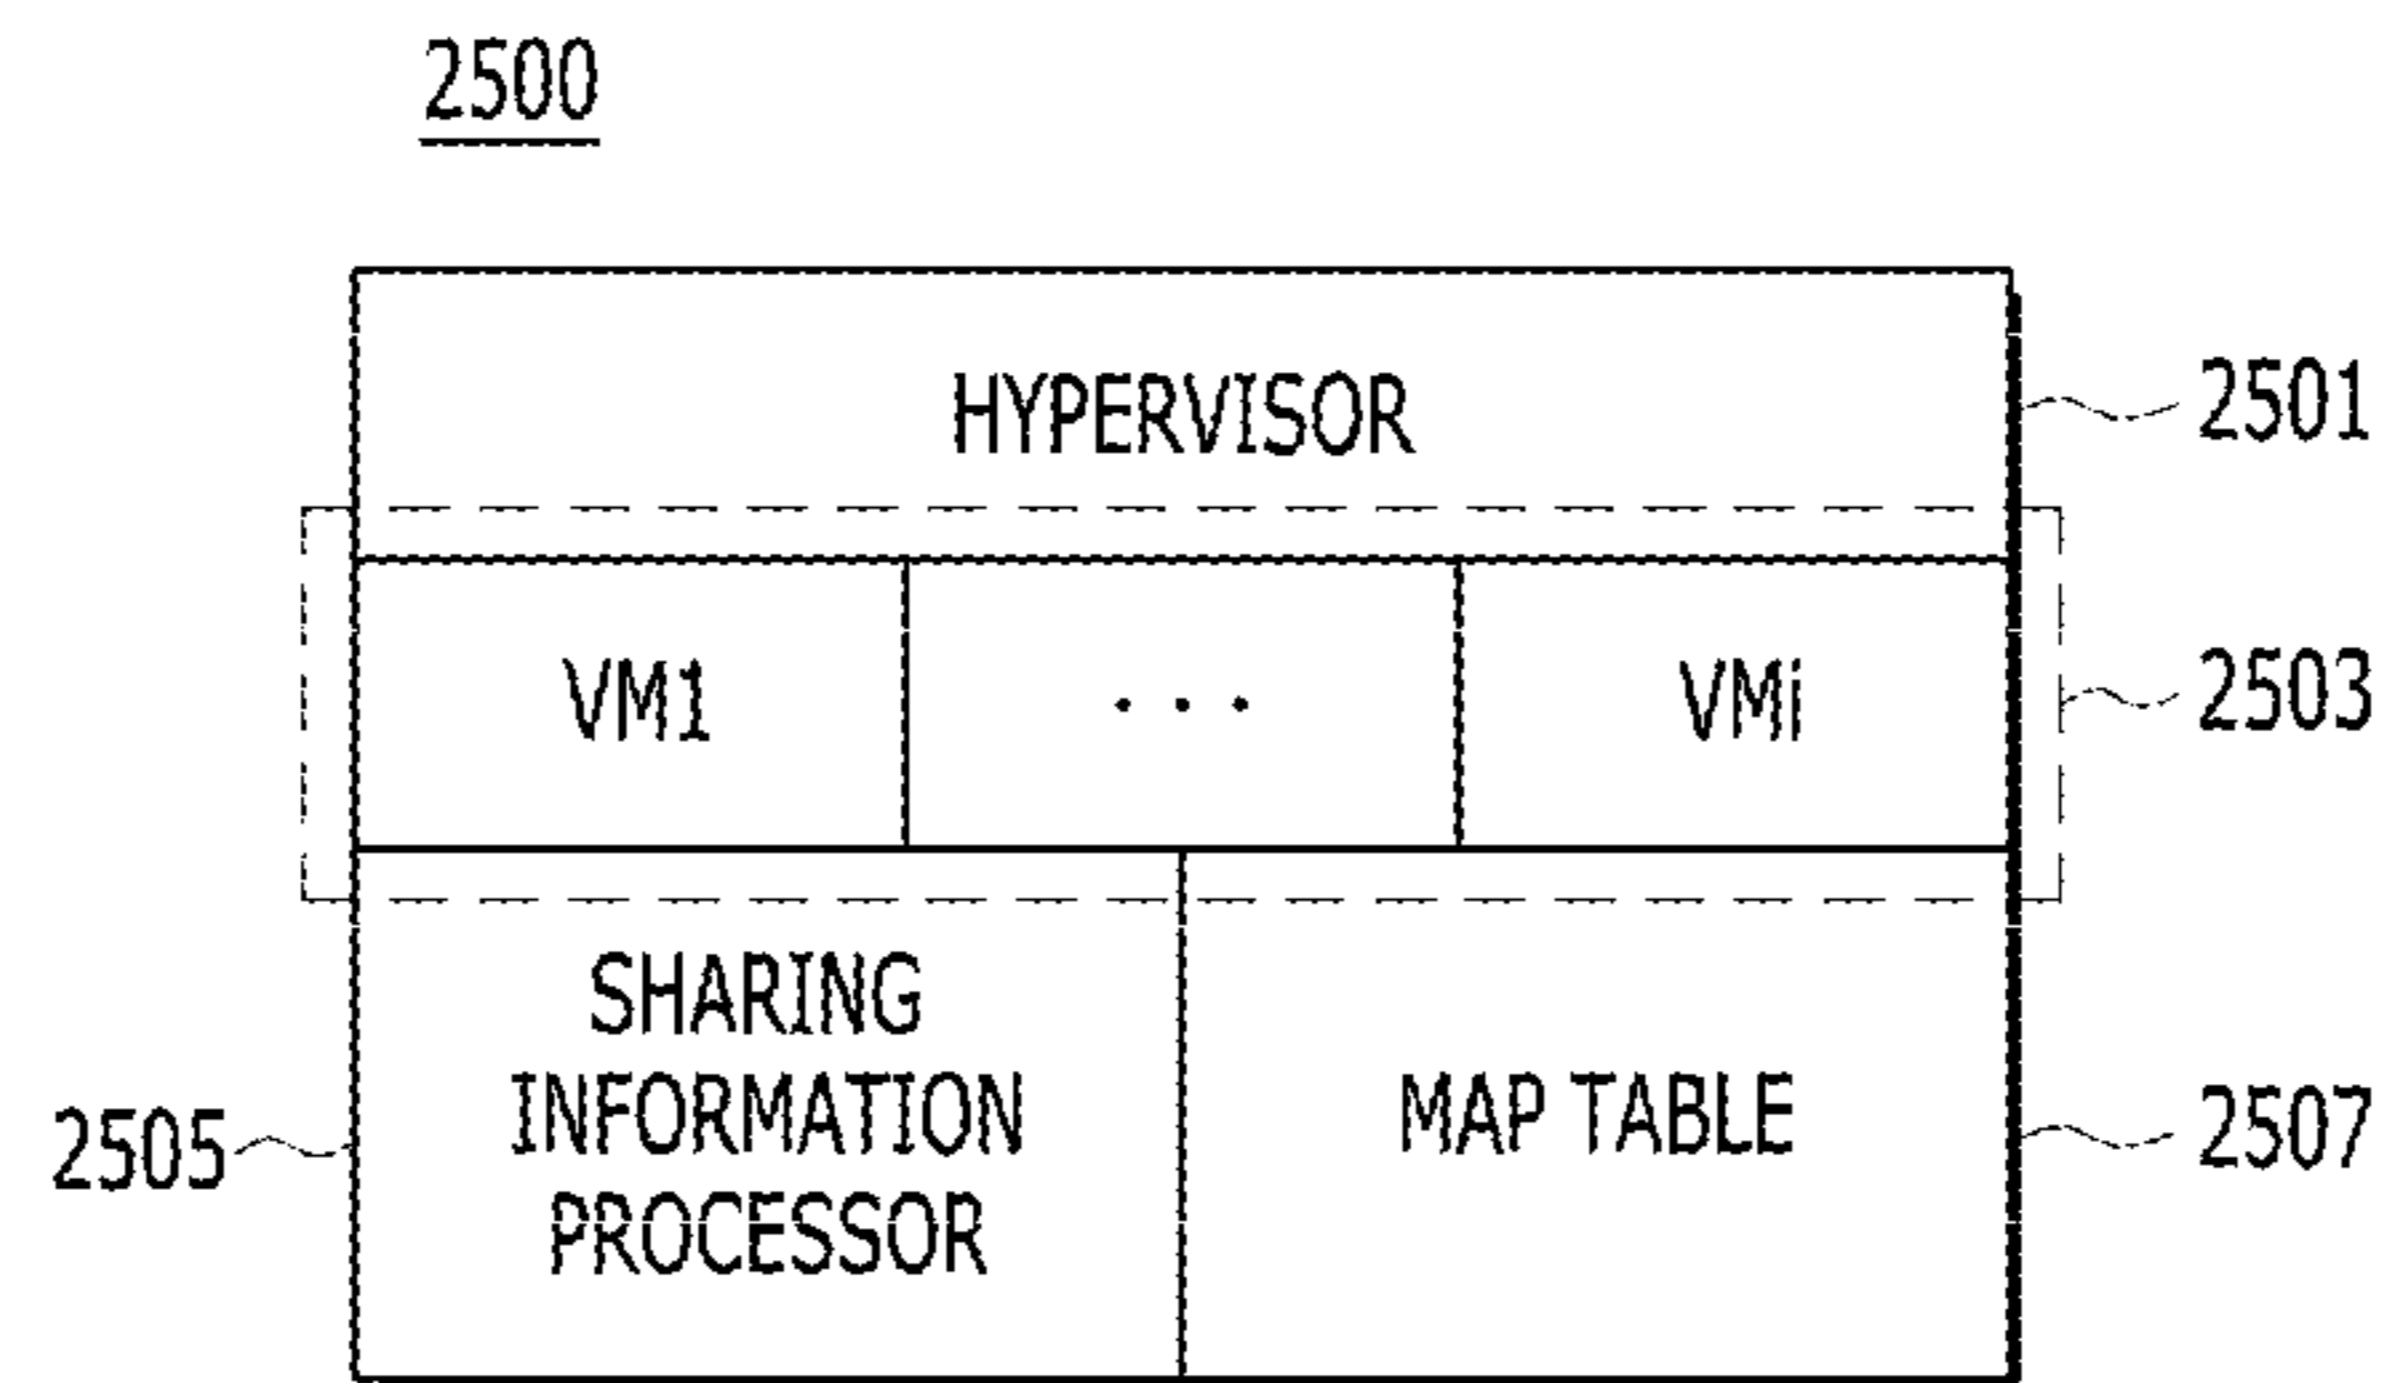 2500
HYPERVISOR
2501
VM1
...
VMi
2503
SHARING
INFORMATION
PROCESSOR
2505
MAP TABLE
2507